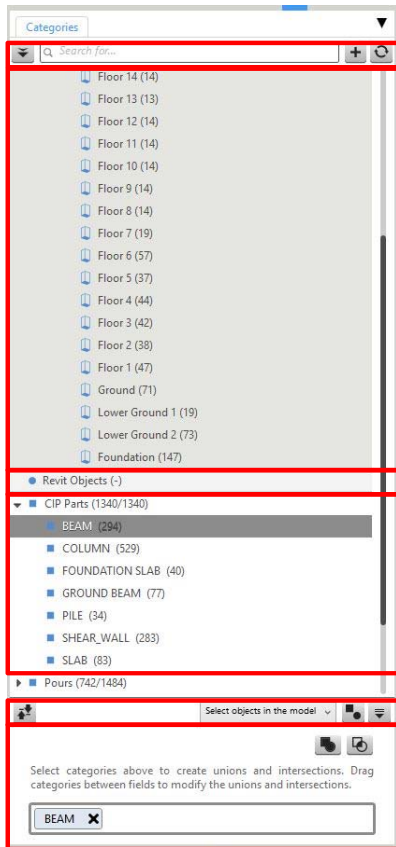 Categories
Search for...
Floor 14 (14)
Floor 13 (13)
Floor 12 (14)
Floor 11 (14)
Floor 10 (14)
Floor 9 (14)
Floor 8 (14)
Floor 7 (19)
Floor 6 (57)
Floor 5 (37)
Floor 4 (44)
Floor 3 (42)
Floor 2 (38)
Floor 1 (47)
Ground (71)
Lower Ground 1 (19)
Lower Ground 2 (73)
Foundation (147)
Revit Objects (-)
CIP Parts (1340/1340)
BEAM (294)
COLUMN (529)
FOUNDATION SLAB (40)
GROUND BEAM (77)
PILE (34)
SHEAR_WALL (283)
SLAB (83)
Pours (742/1484)
Select objects in the model
Select categories above to create unions and intersections. Drag
categories between fields to modify the unions and intersections.
BEAM